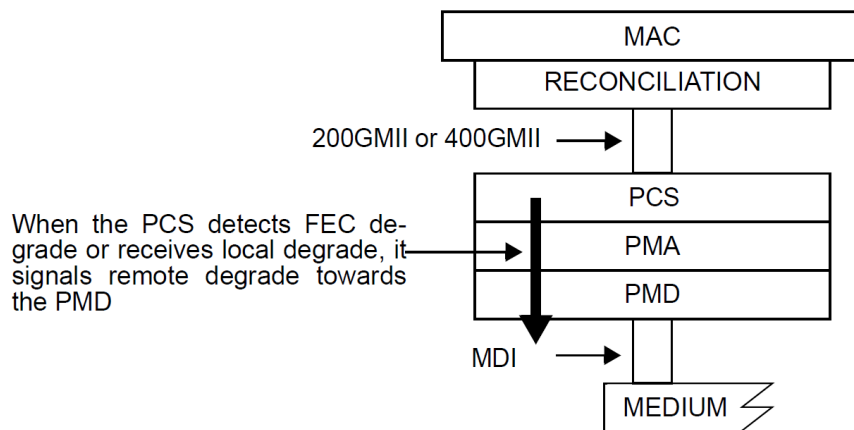 MAC
RECONCILIATION
200GMII or 400GMII
PCS
When the PCS detects FEC de-
grade or receives local degrade, it
signals remote degrade towards
the PMD
PMA
PMD
MDI
MEDIUM